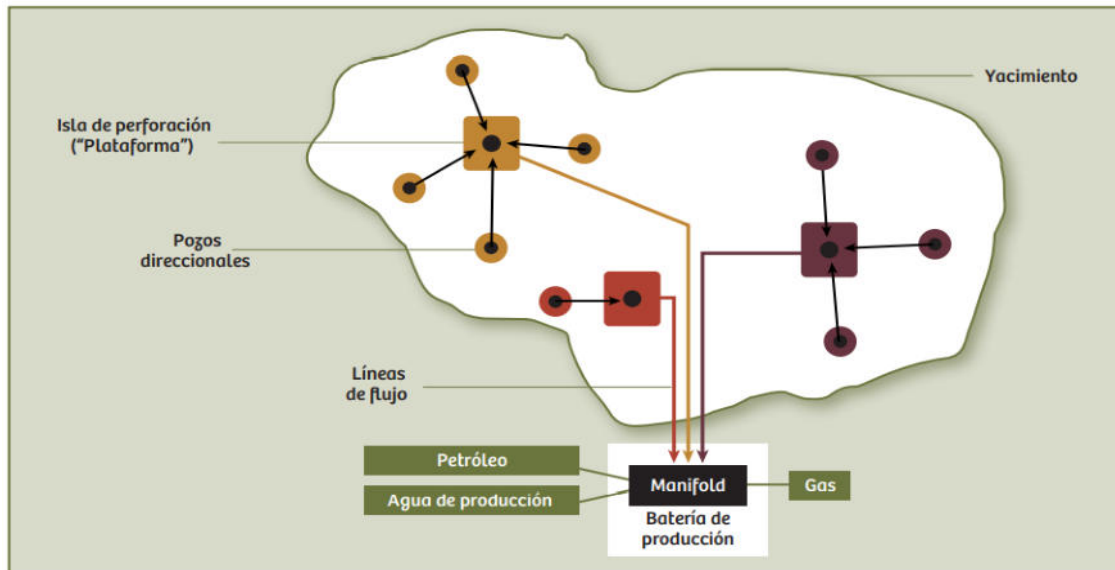 Yacimiento
Isla de perforación
(“Plataforma”)
Pozos
direccionales
Líneas
de flujo
Petróleo
Agua de producción
Manifold
Gas
Batería de
producción